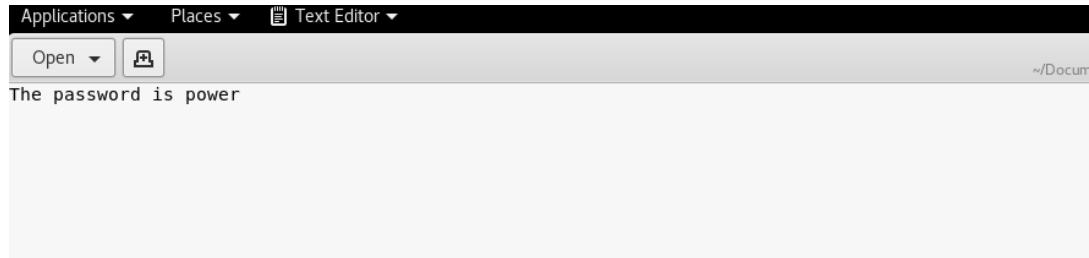 Applications Places Text Editor
Open
~/Docum
The password is power